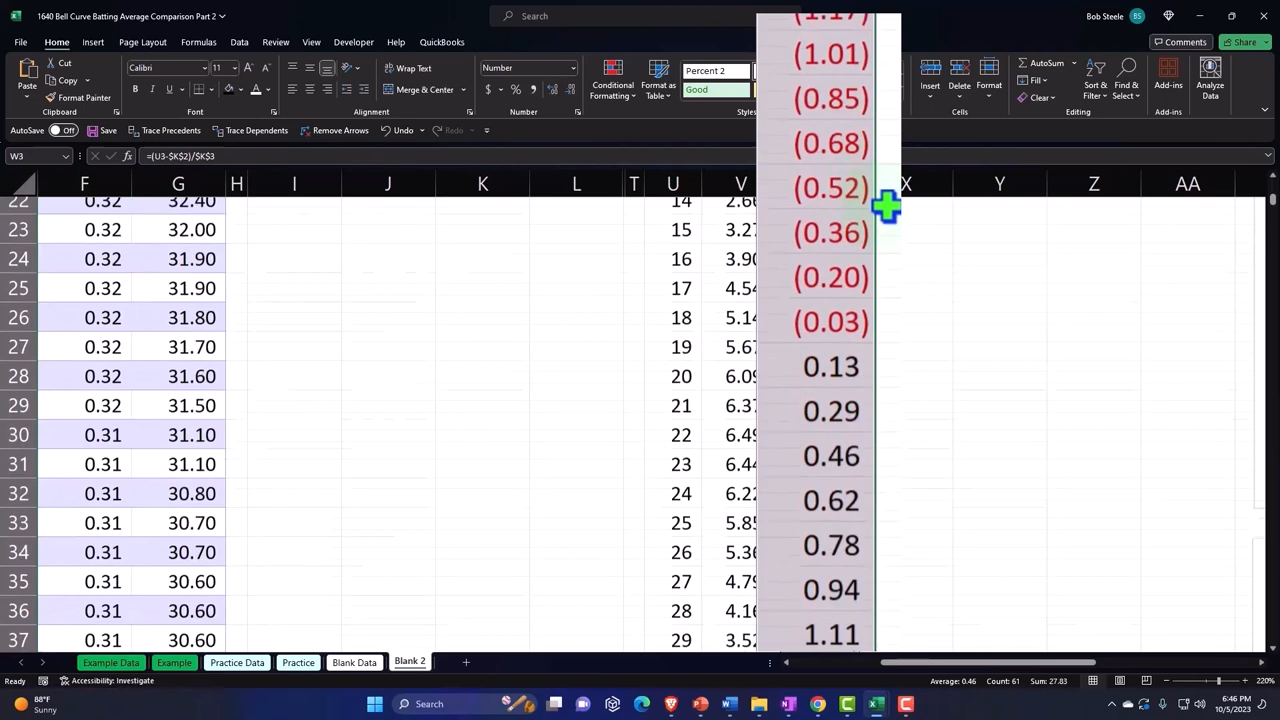 1640 Bell Curve Batting Average Comparison Part 2
Search
Bob Steele
BS
File
Home
Insert
Page Layout
Formulas
Data
Review
View
Developer
Help
QuickBooks
Comments
Share
Cut
Copy
Format Painter
Clipboard
Calibri
11
B I U
Font
Wrap Text
Merge & Center
Alignment
Number
$ % ,
Number
Conditional Formatting
Format as Table
Percent 2
Good
Insert
Delete
Format
Cells
AutoSum
Fill
Clear
Sort & Filter
Find & Select
Editing
Add-ins
Add-ins
Analyze Data
AutoSave
Off
Save
Trace Precedents
Trace Dependents
Remove Arrows
Undo
Redo
W3
fx
=(U3-$K$2)/$K$3
F G H I J K L T U V X Y Z AA
22 0.32 32.40 14 2.66
23 0.32 32.00 15 3.27
24 0.32 31.90 16 3.90
25 0.32 31.90 17 4.54
26 0.32 31.80 18 5.14
27 0.32 31.70 19 5.67
28 0.32 31.60 20 6.09
29 0.32 31.50 21 6.37
30 0.31 31.10 22 6.49
31 0.31 31.10 23 6.44
32 0.31 30.80 24 6.22
33 0.31 30.70 25 5.85
34 0.31 30.70 26 5.36
35 0.31 30.60 27 4.79
36 0.31 30.60 28 4.16
37 0.31 30.60 29 3.52
(1.17)
(1.01)
(0.85)
(0.68)
(0.52)
(0.36)
(0.20)
(0.03)
0.13
0.29
0.46
0.62
0.78
0.94
1.11
Example Data
Example
Practice Data
Practice
Blank Data
Blank 2
Ready
Accessibility: Investigate
Average: 0.46
Count: 61
Sum: 27.83
220%
88°F
Sunny
Search
6:46 PM
10/5/2023